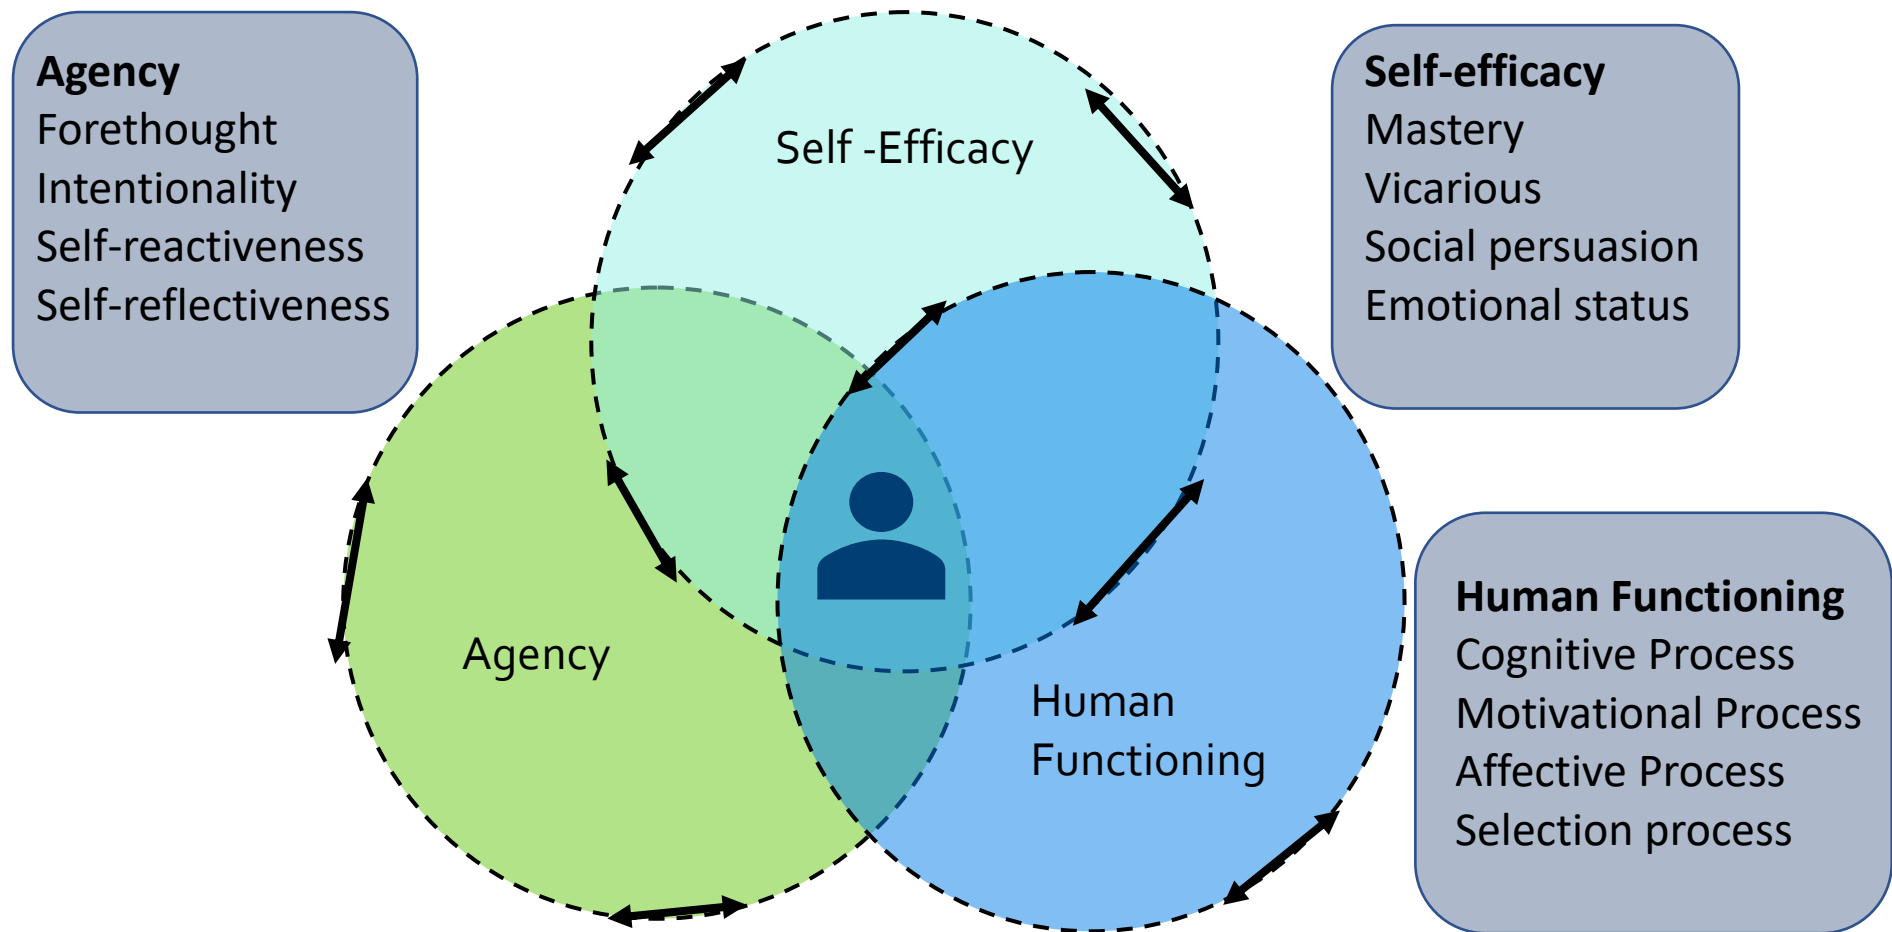 Agency
Forethought
Intentionality
Self-reactiveness
Self-reflectiveness
Self -Efficacy
Self-efficacy
Mastery
Vicarious
Social persuasion
Emotional status
Agency
Human
Functioning
Human Functioning
Cognitive Process
Motivational Process
Affective Process
Selection process